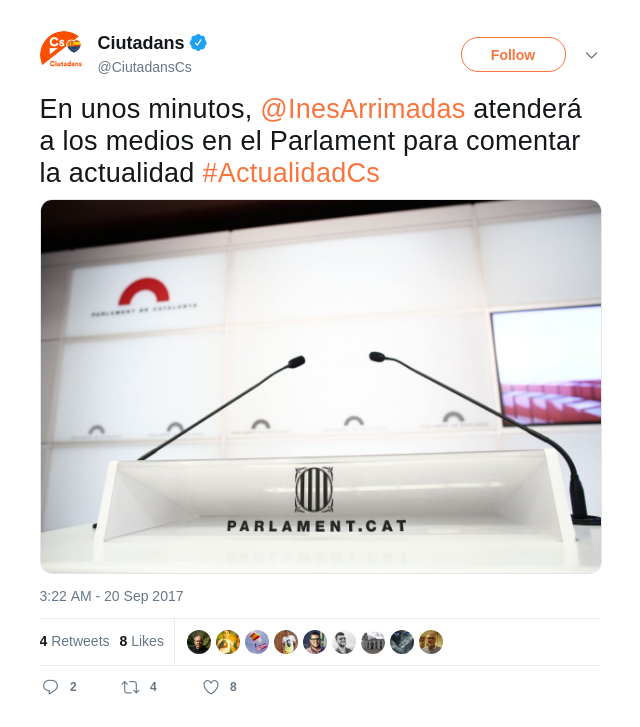 Cs
Ciutadans
Ciutadans
@CiutadansCs
Follow
En unos minutos, @InesArrimadas atenderá
a los medios en el Parlament para comentar
la actualidad #ActualidadCs
PARLAMENT DE CATALUNYA
PARLAMENT.CAT
3:22 AM - 20 Sep 2017
4 Retweets 8 Likes
2 4 8